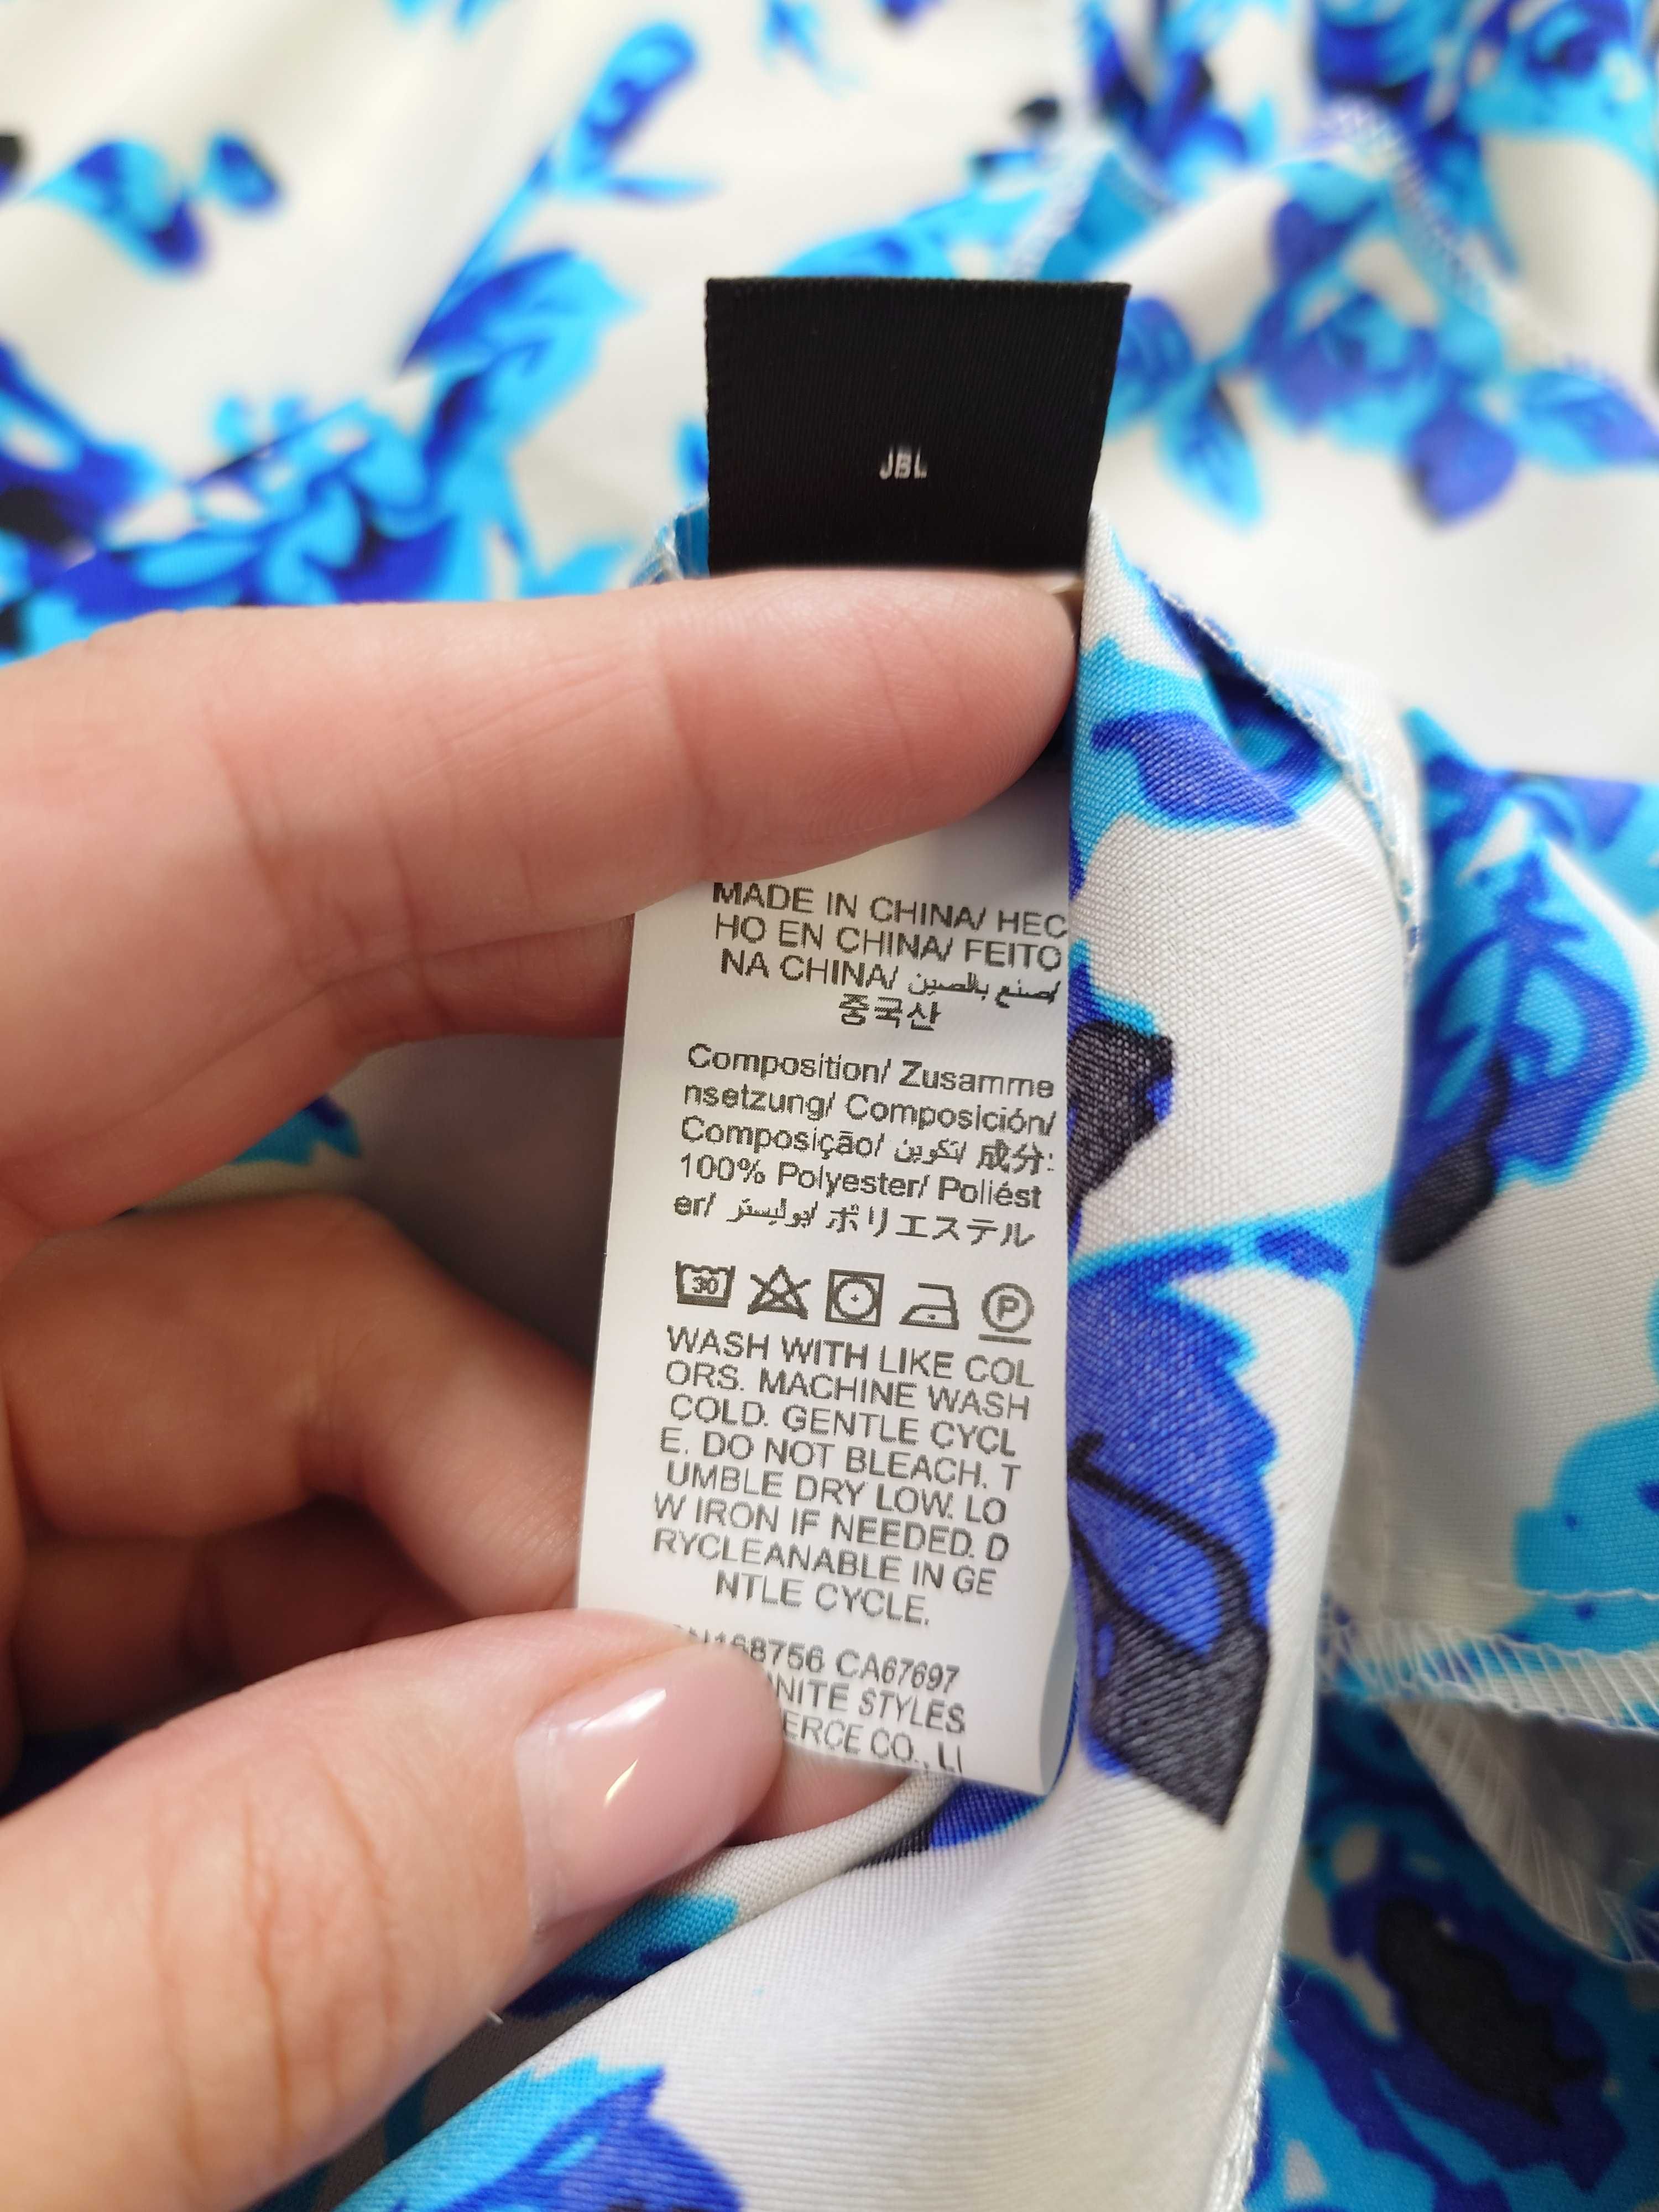 JBL
MADE IN CHINA/ HEC
HO EN CHINA/ FEITO
NA CHINA/ صنع بالصين/
중국산
Composition/ Zusamme
nsetzung/ Composición/
Composição/ تكوين/ 成分:
100% Polyester/ Poliést
er/ بوليستر/ ポリエステル
30
P
WASH WITH LIKE COL
ORS. MACHINE WASH
COLD. GENTLE CYCL
E. DO NOT BLEACH. T
UMBLE DRY LOW. LO
W IRON IF NEEDED. D
RYCLEANABLE IN GE
NTLE CYCLE.
CA67697
STYLES
CO., LI